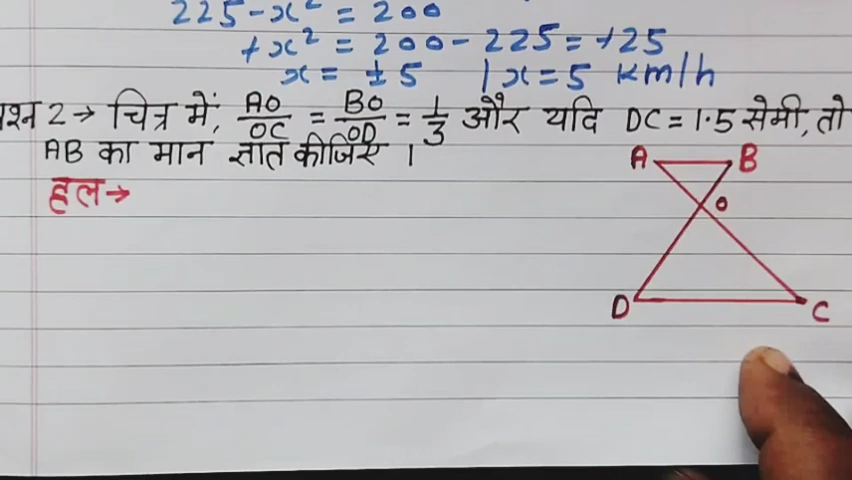 225 - x² = 200
+x² = 200 - 225 = +25
x = ± 5 | x = 5 km/h
श्न 2 → चित्र में, AO/OC = BO/OD = 1/3 और यदि DC = 1.5 सेमी, तो
AB का मान ज्ञात कीजिए ।
हल →
A B
O
D C